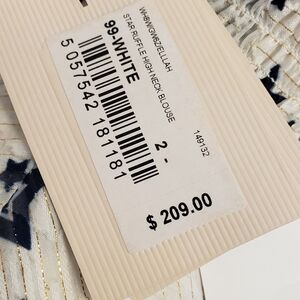 STAR RUFFLE HIGH NECK BLOUSE
99-WHITE
2 -
149132
5 057542 181181
$ 209.00